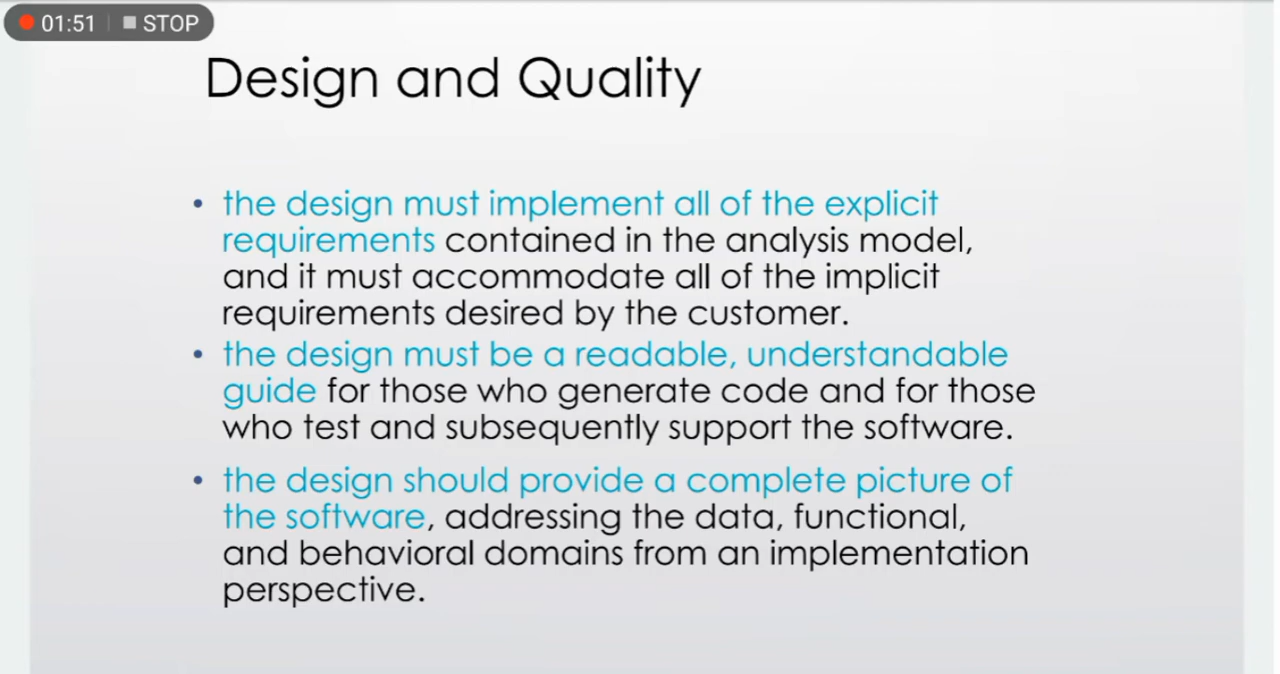 01:51 STOP
Design and Quality
• the design must implement all of the explicit
requirements contained in the analysis model,
and it must accommodate all of the implicit
requirements desired by the customer.
• the design must be a readable, understandable
guide for those who generate code and for those
who test and subsequently support the software.
• the design should provide a complete picture of
the software, addressing the data, functional,
and behavioral domains from an implementation
perspective.